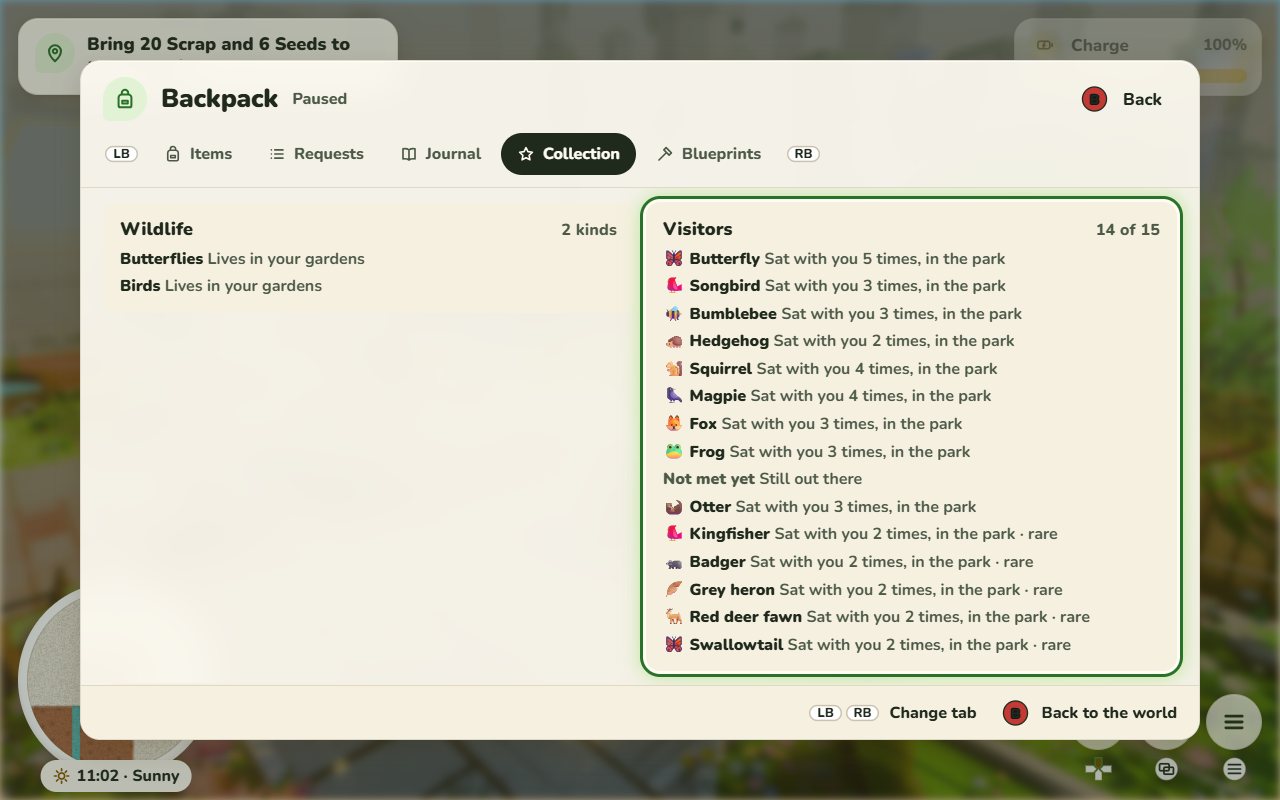 Bring 20 Scrap and 6 Seeds to
Charge 100%
Backpack Paused
B Back
LB Items Requests Journal Collection Blueprints RB
Wildlife 2 kinds
Butterflies Lives in your gardens
Birds Lives in your gardens
Visitors 14 of 15
Butterfly Sat with you 5 times, in the park
Songbird Sat with you 3 times, in the park
Bumblebee Sat with you 3 times, in the park
Hedgehog Sat with you 2 times, in the park
Squirrel Sat with you 4 times, in the park
Magpie Sat with you 4 times, in the park
Fox Sat with you 3 times, in the park
Frog Sat with you 3 times, in the park
Not met yet Still out there
Otter Sat with you 3 times, in the park
Kingfisher Sat with you 2 times, in the park · rare
Badger Sat with you 2 times, in the park · rare
Grey heron Sat with you 2 times, in the park · rare
Red deer fawn Sat with you 2 times, in the park · rare
Swallowtail Sat with you 2 times, in the park · rare
LB RB Change tab B Back to the world
11:02 · Sunny